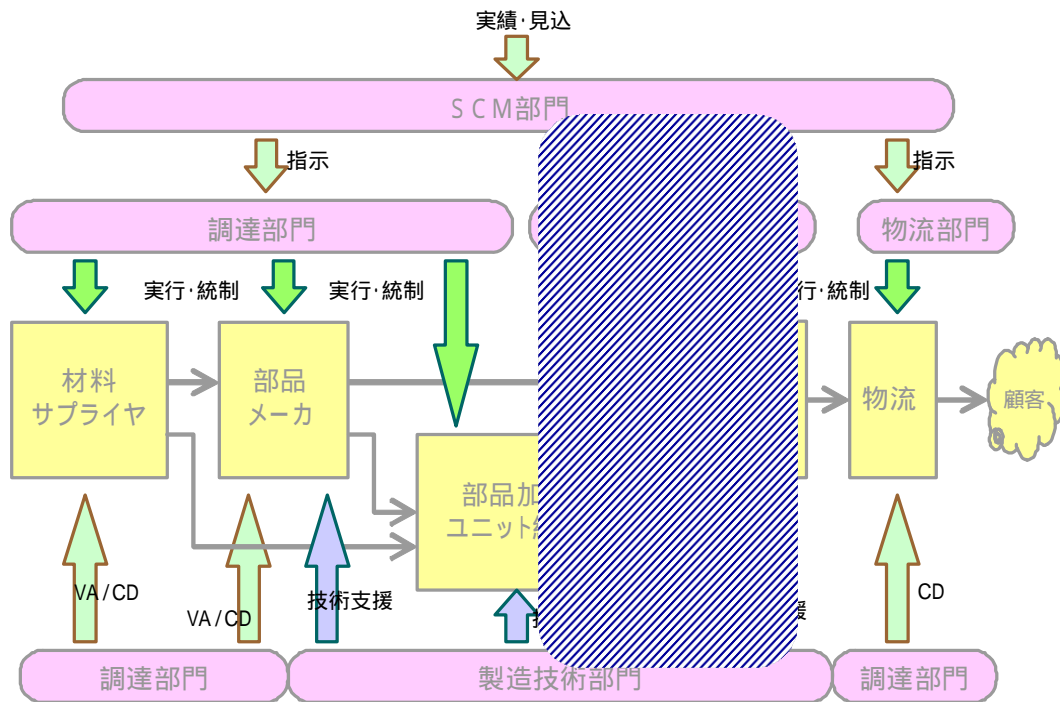 実績・見込
SCM部門
指示
指示
調達部門
物流部門
実行・統制
実行・統制
行・統制
材料
サプライヤ
部品
メーカ
物流
顧客
部品加
ユニット
VA/CD
VA/CD
技術支援
援
CD
調達部門
製造技術部門
調達部門